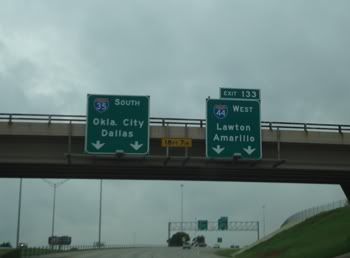 35 SOUTH
Okla. City
Dallas
EXIT 133
44 WEST
Lawton
Amarillo